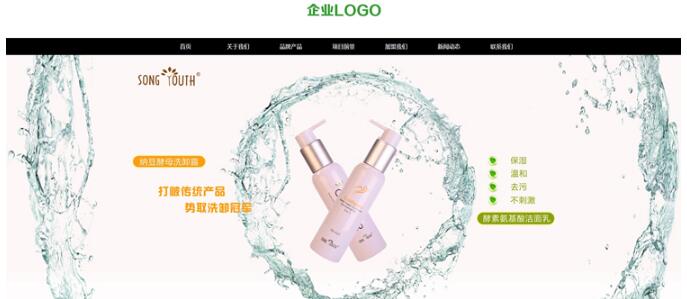 企业LOGO
首页 关于我们 品牌产品 项目前景 加盟我们 新闻动态 联系我们
SONG YOUTH®
纳豆酵母洗卸露
打破传统产品
势取洗卸冠军
保湿
温和
去污
不刺激
酵素氨基酸洁面乳